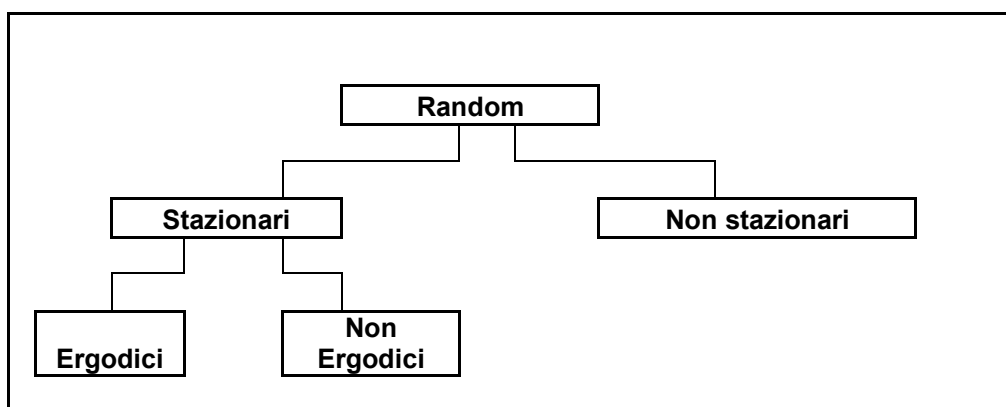 Random
Stazionari
Non stazionari
Ergodici
Non
Ergodici